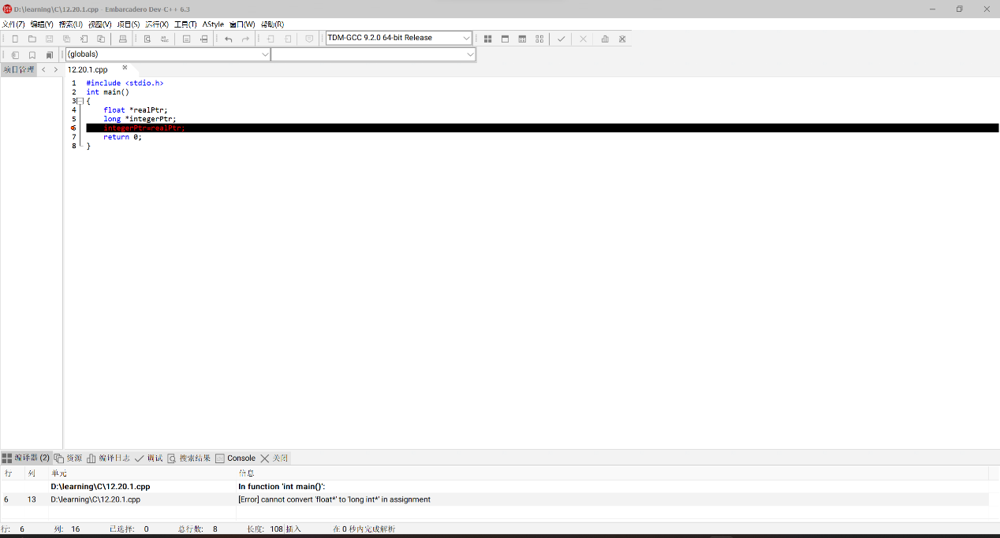 D:\learning\C\12.20.1.cpp - Embarcadero Dev-C++ 6.3
文件(Z) 编辑(Y) 搜索(U) 视图(V) 项目(S) 运行(X) 工具(T) AStyle 窗口(W) 帮助(R)
TDM-GCC 9.2.0 64-bit Release
(globals)
项目管理 12.20.1.cpp
1 #include <stdio.h>
2 int main()
3 {
4 float *realPtr;
5 long *integerPtr;
6 integerPtr=realPtr;
7 return 0;
8 }
编译器 (2) 资源 编译日志 调试 搜索结果 Console 关闭
行 列 单元 信息
D:\learning\C\12.20.1.cpp In function 'int main()':
6 13 D:\learning\C\12.20.1.cpp [Error] cannot convert 'float*' to 'long int*' in assignment
行: 6 列: 16 已选择: 0 总行数: 8 长度: 108 插入 在 0 秒内完成解析